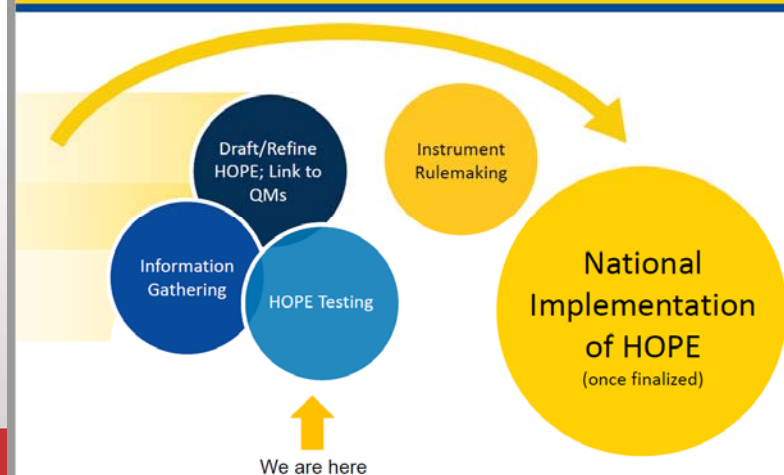 Draft/Refine
HOPE; Link to
QMs
Instrument
Rulemaking
Information
Gathering
HOPE Testing
National
Implementation
of HOPE
(once finalized)
We are here